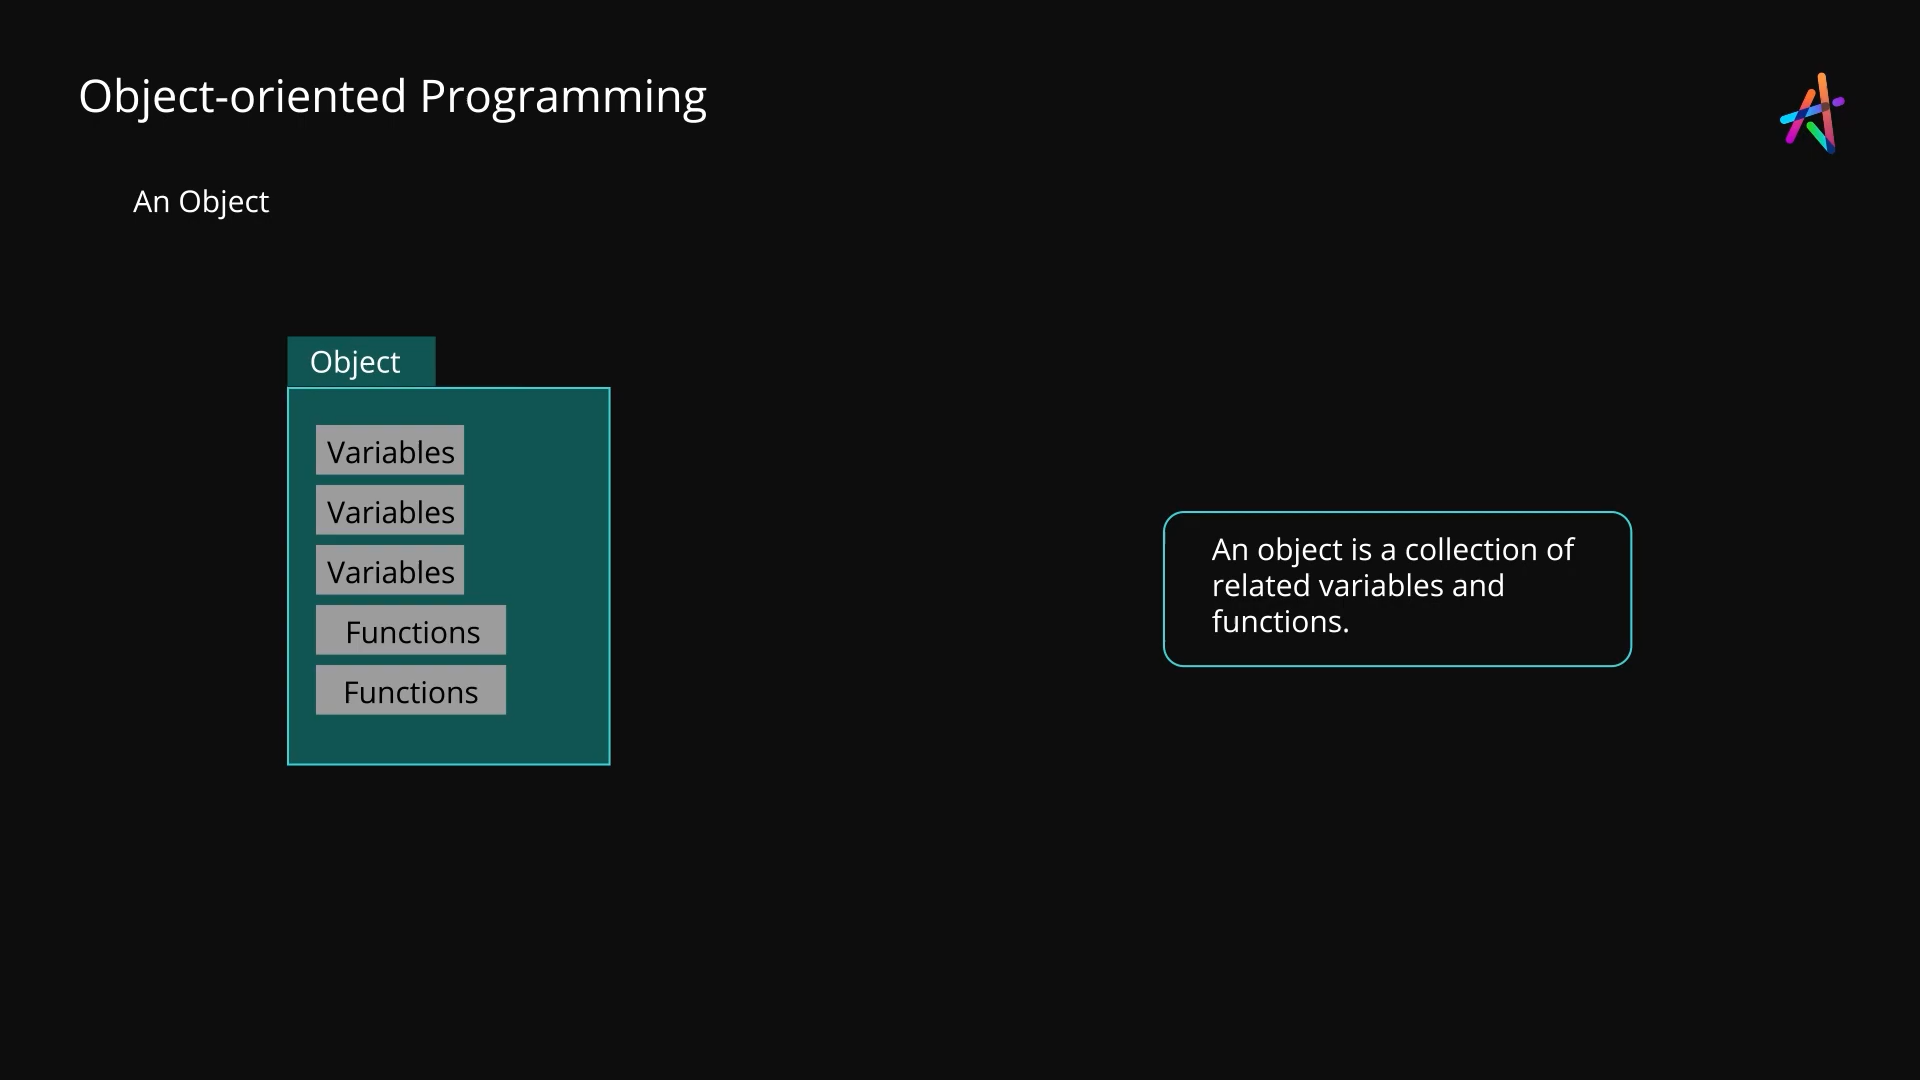 Object-oriented Programming
An Object
Object
Variables
Variables
Variables
Functions
Functions
An object is a collection of
related variables and
functions.